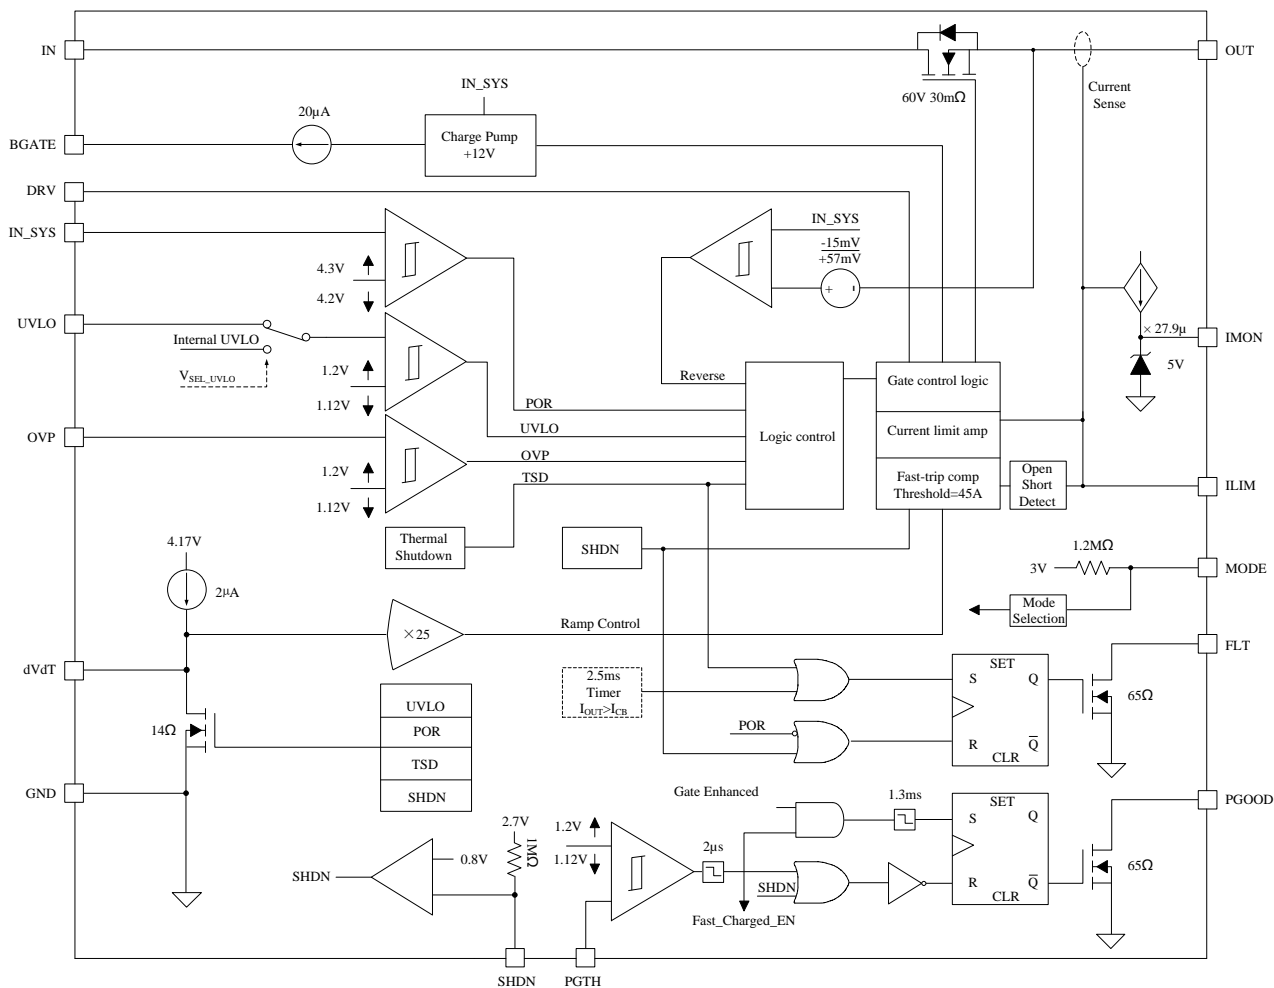 IN
OUT
IN_SYS
60V 30mΩ
Current
Sense
20μA
BGATE
Charge Pump
+12V
DRV
IN_SYS
4.3V
4.2V
IN_SYS
-15mV
+57mV
+ -
UVLO
Internal UVLO
VSEL_UVLO
1.2V
1.12V
× 27.9μ
IMON
5V
Reverse
POR
UVLO
OVP
TSD
Logic control
Gate control logic
Current limit amp
Fast-trip comp
Threshold=45A
Open
Short
Detect
ILIM
OVP
1.2V
1.12V
Thermal
Shutdown
SHDN
1.2MΩ
3V
MODE
Mode
Selection
4.17V
2μA
×25
Ramp Control
dVdT
14Ω
UVLO
POR
TSD
SHDN
2.5ms
Timer
IOUT>ICB
POR
SET
S Q
R Q̅
CLR
FLT
65Ω
GND
Gate Enhanced
1.3ms
SET
S Q
R Q̅
CLR
PGOOD
65Ω
2.7V
1MΩ
0.8V
SHDN
1.2V
1.12V
2μs
SHDN
Fast_Charged_EN
SHDN
PGTH